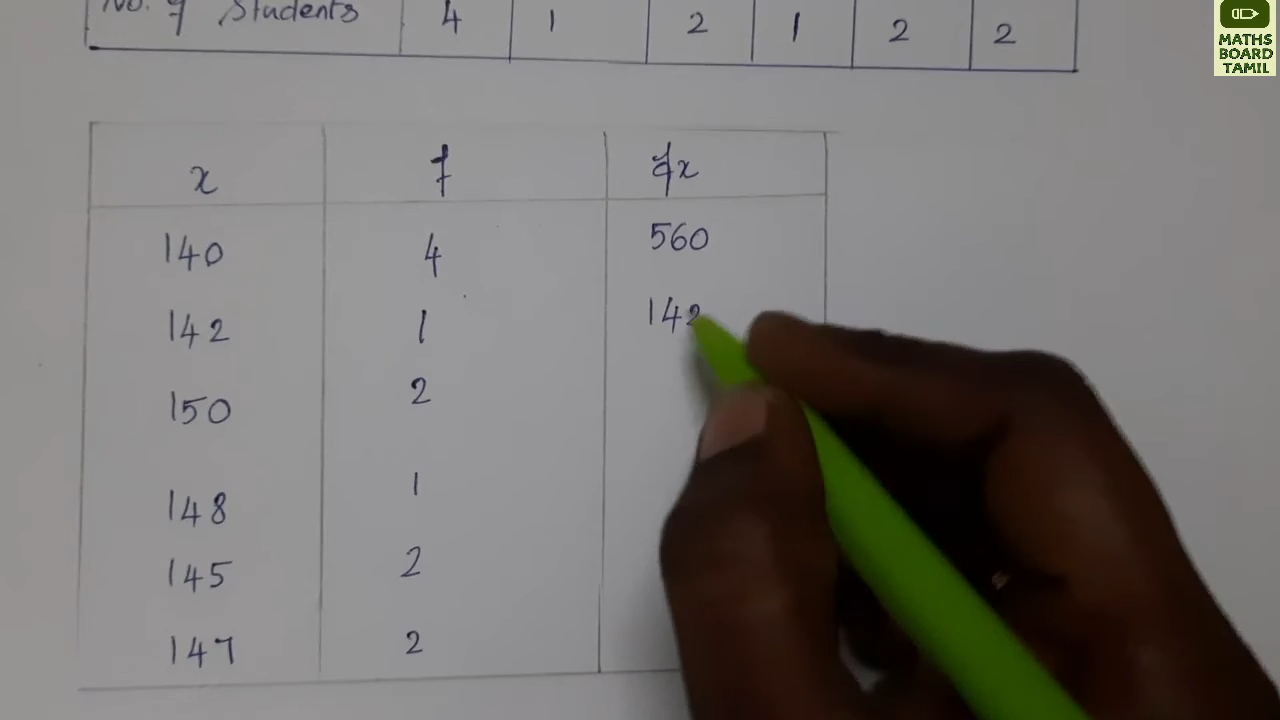 No. of Students 4 1 2 1 2 2
MATHS
BOARD
TAMIL
x f fx
140 4 560
142 1 142
150 2
148 1
145 2
147 2